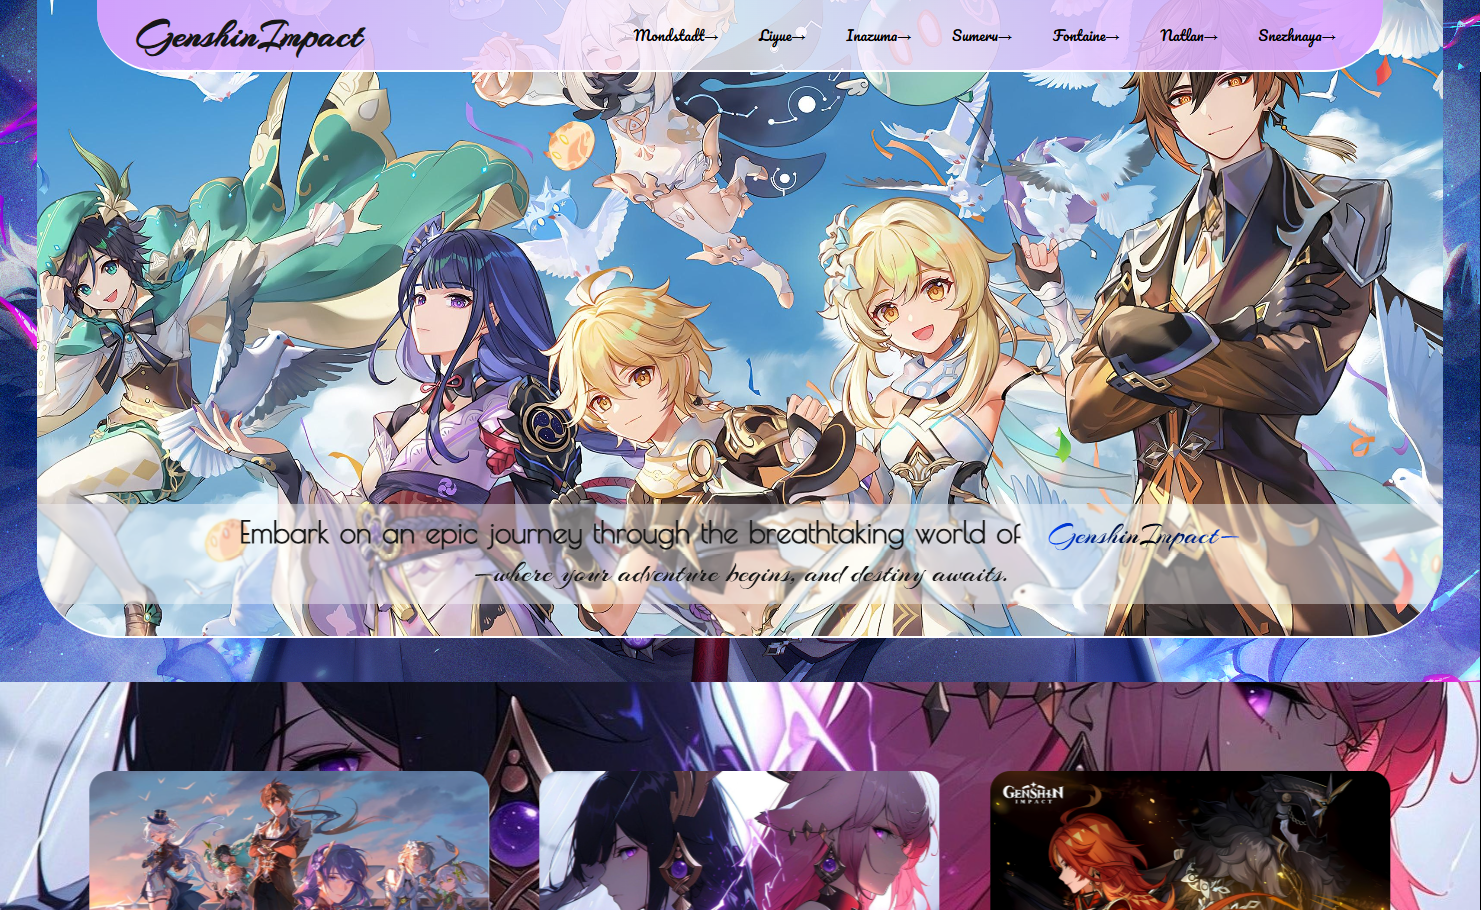 GenshinImpact
Mondstadt→ Liyue→ Inazuma→ Sumeru→ Fontaine→ Natlan→ Snezhnaya→
Embark on an epic journey through the breathtaking world of GenshinImpact—
—where your adventure begins, and destiny awaits.
GENSHIN
IMPACT